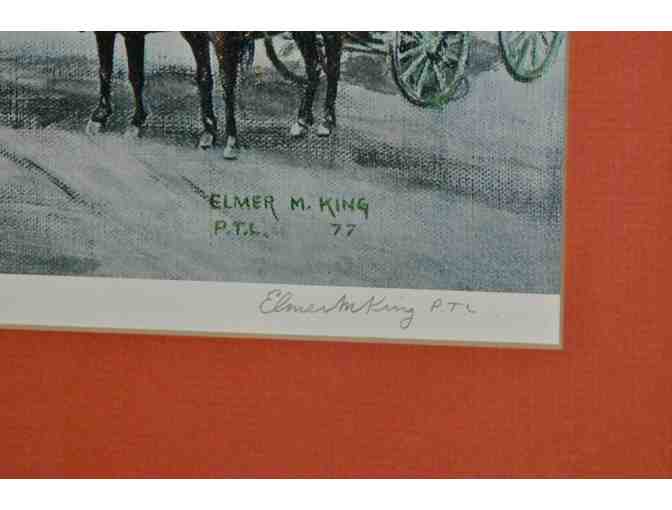 ELMER M. KING
P.T.L. 77
Elmer M King P.T.L